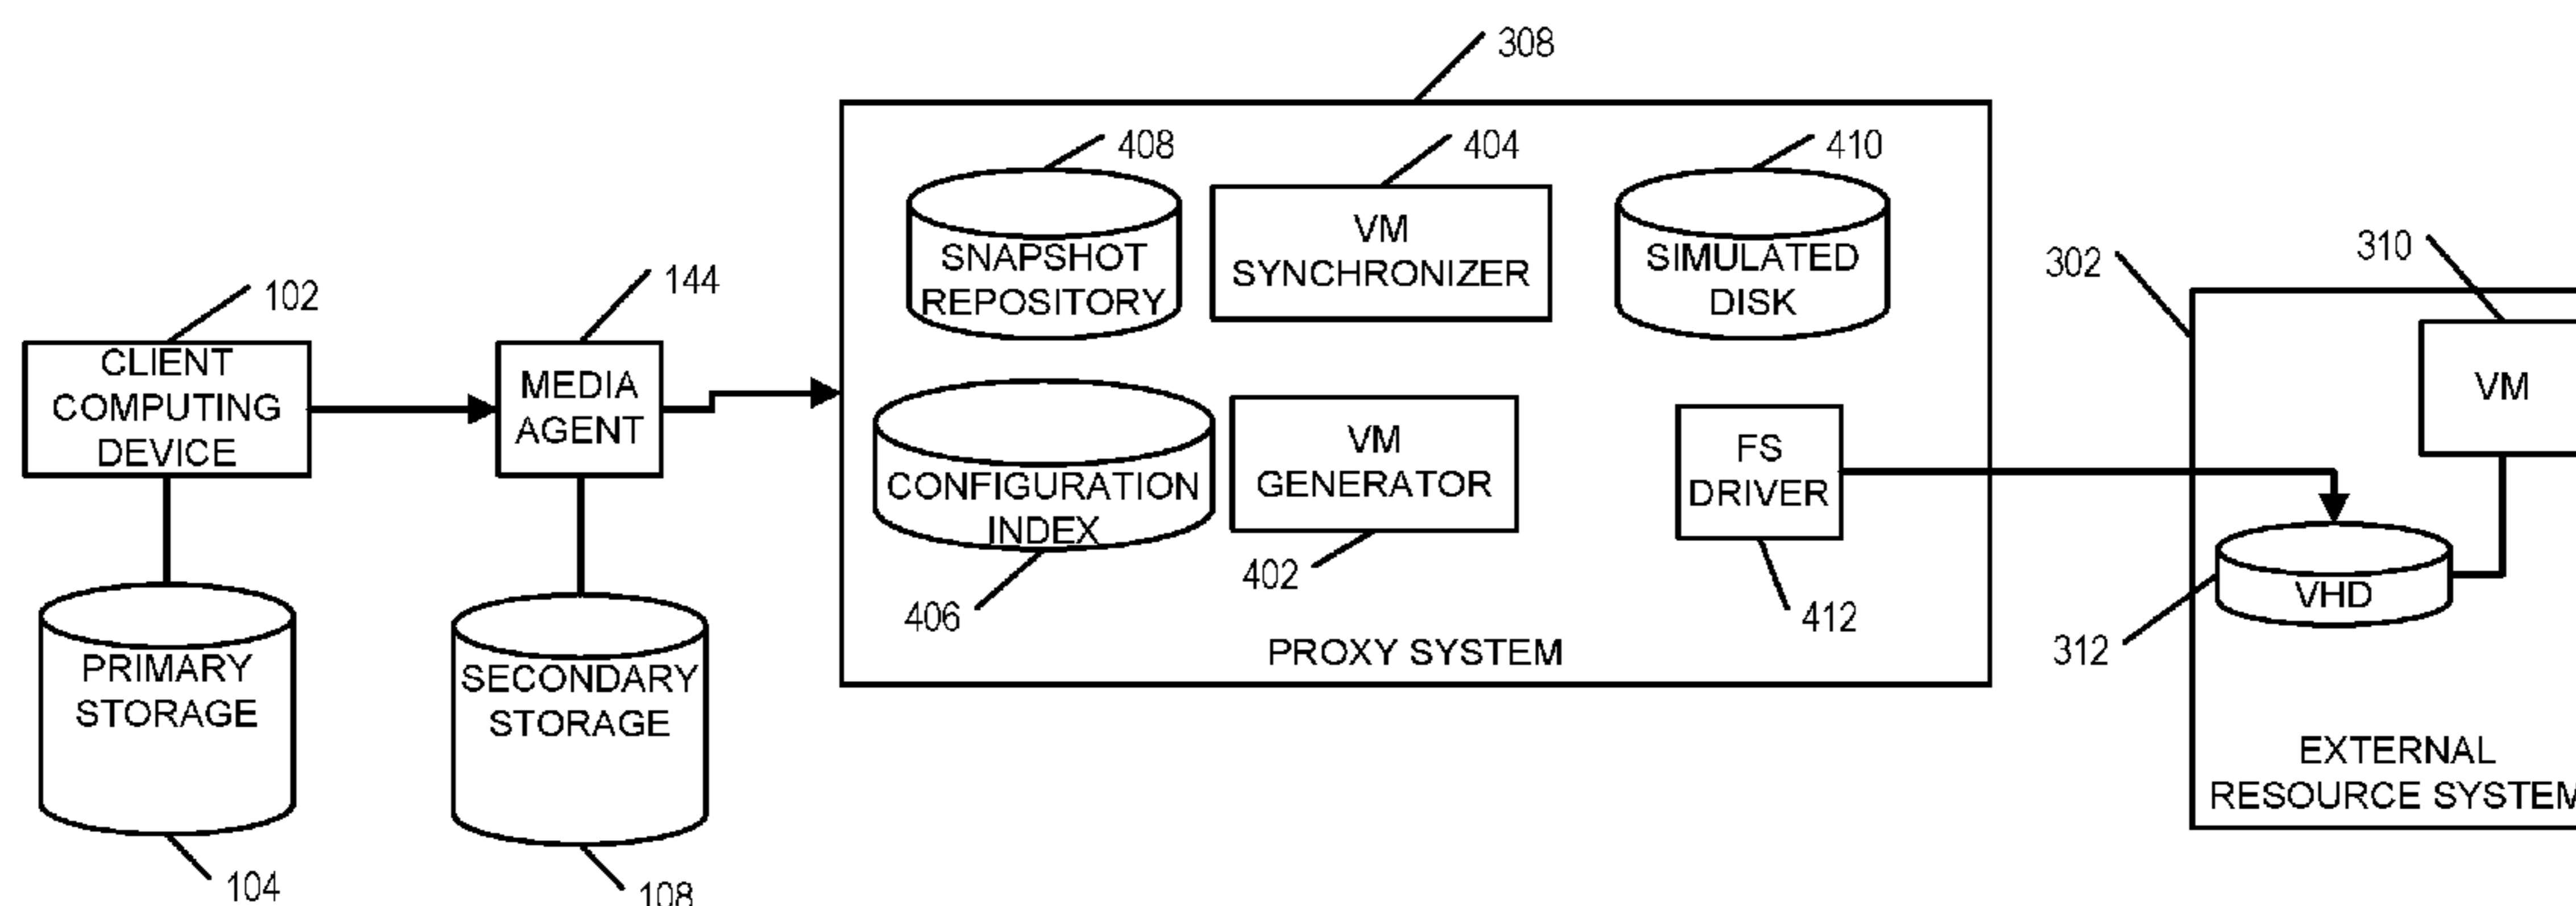 308
408
404
410
SNAPSHOT
REPOSITORY
VM
SYNCHRONIZER
SIMULATED
DISK
102
144
302
310
CLIENT
COMPUTING
DEVICE
MEDIA
AGENT
CONFIGURATION
INDEX
VM
GENERATOR
FS
DRIVER
VM
406
402
412
VHD
312
PROXY SYSTEM
PRIMARY
STORAGE
SECONDARY
STORAGE
EXTERNAL
RESOURCE SYSTEM
104
108